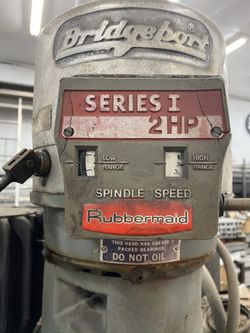 Bridgeport
SERIES I
2HP
LOW RANGE
HIGH RANGE
SPINDLE SPEED
Rubbermaid
THIS HEAD HAS GREASE
PACKED BEARINGS
DO NOT OIL